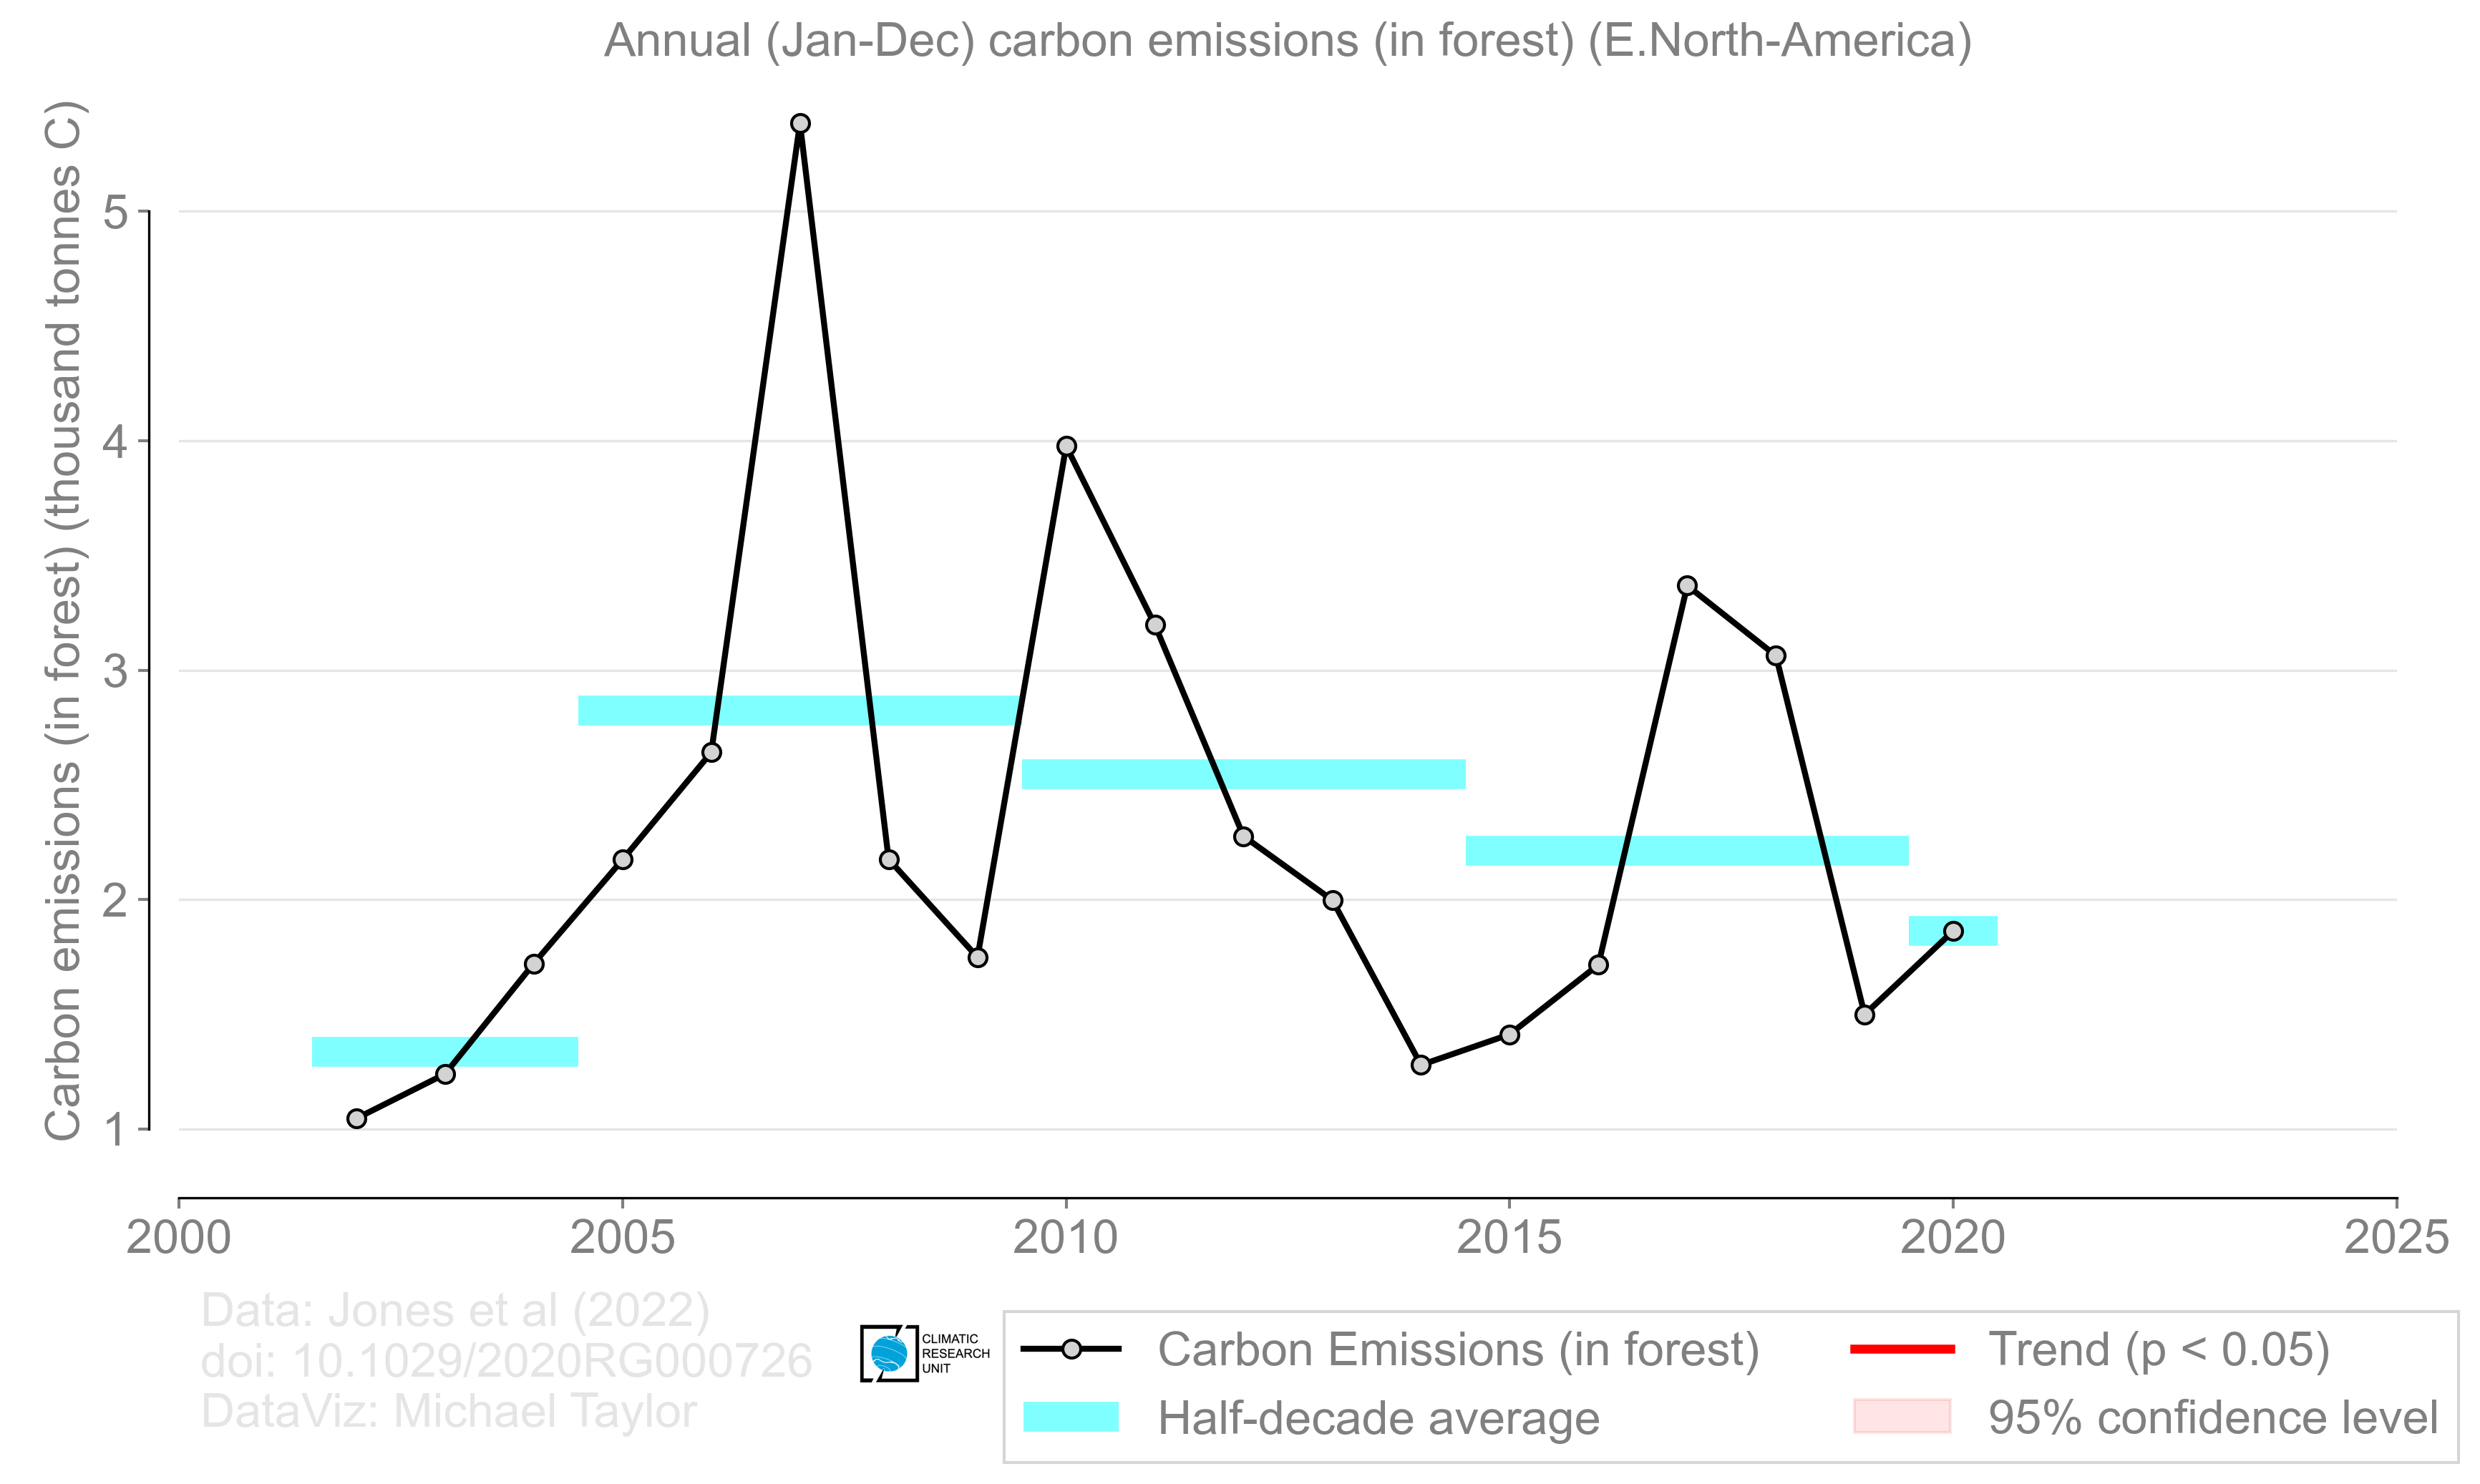 Annual (Jan-Dec) carbon emissions (in forest) (E.North-America)
Carbon emissions (in forest) (thousand tonnes C)
5
4
3
2
1
2000 2005 2010 2015 2020 2025
Data: Jones et al (2022)
doi: 10.1029/2020RG000726
DataViz: Michael Taylor
CLIMATIC
RESEARCH
UNIT
Carbon Emissions (in forest)
Half-decade average
Trend (p < 0.05)
95% confidence level